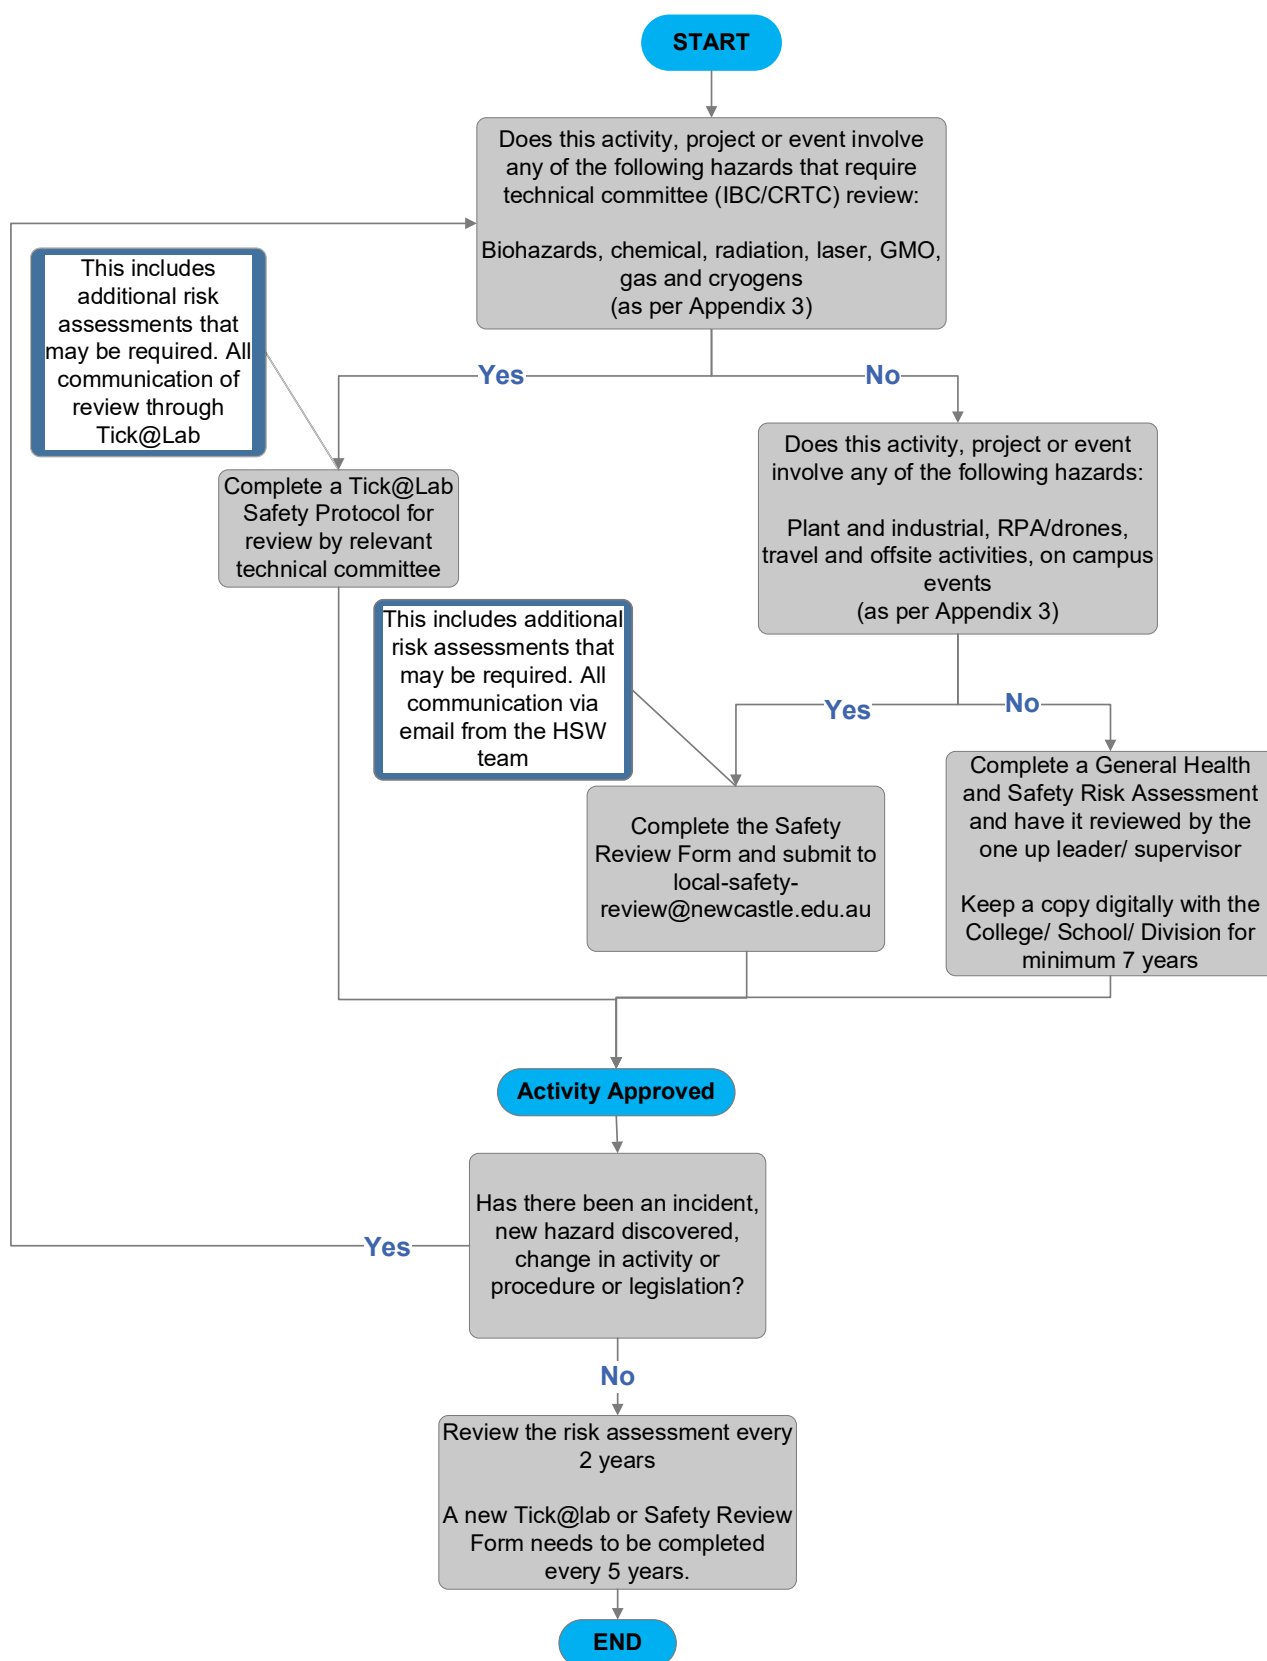 START
Does this activity, project or event involve
any of the following hazards that require
technical committee (IBC/CRTC) review:
Biohazards, chemical, radiation, laser, GMO,
gas and cryogens
(as per Appendix 3)
This includes
additional risk
assessments that
may be required. All
communication of
review through
Tick@Lab
Yes
No
Complete a Tick@Lab
Safety Protocol for
review by relevant
technical committee
Does this activity, project or event
involve any of the following hazards:
Plant and industrial, RPA/drones,
travel and offsite activities, on campus
events
(as per Appendix 3)
This includes additional
risk assessments that
may be required. All
communication via
email from the HSW
team
Yes
No
Complete the Safety
Review Form and submit to
local-safety-
review@newcastle.edu.au
Complete a General Health
and Safety Risk Assessment
and have it reviewed by the
one up leader/ supervisor
Keep a copy digitally with the
College/ School/ Division for
minimum 7 years
Activity Approved
Has there been an incident,
new hazard discovered,
change in activity or
procedure or legislation?
Yes
No
Review the risk assessment every
2 years
A new Tick@lab or Safety Review
Form needs to be completed
every 5 years.
END